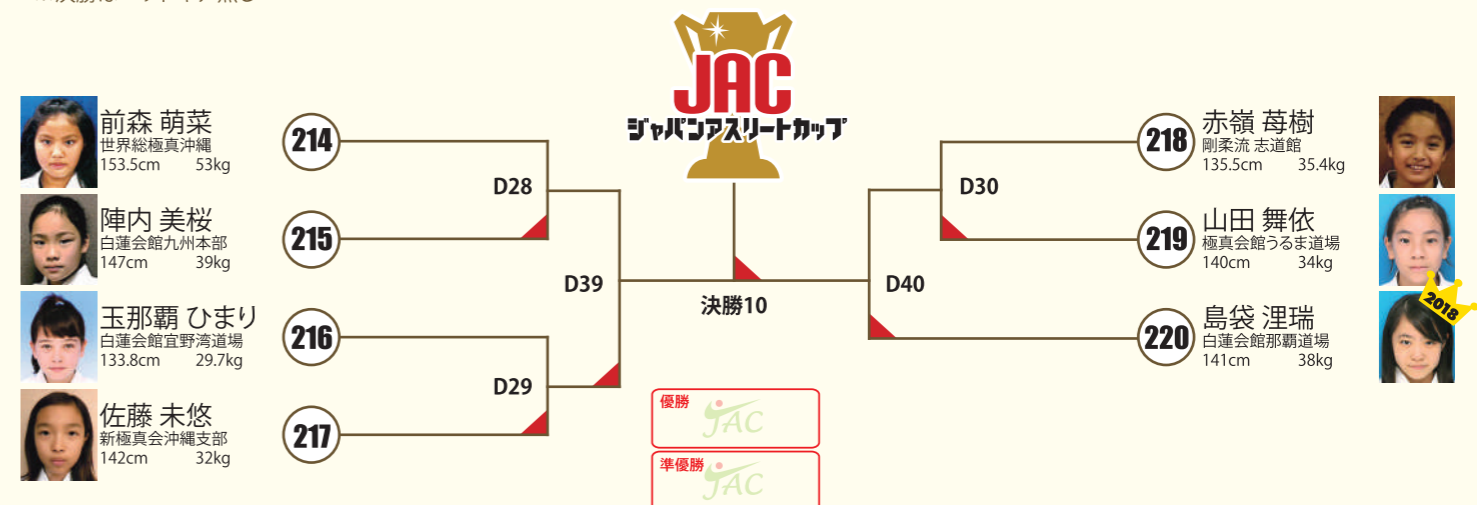 JAC
ジャパンアスリートカップ
前森 萌菜
世界総極真沖縄
153.5cm 53kg
214
陣内 美桜
白蓮会館九州本部
147cm 39kg
215
玉那覇 ひまり
白蓮会館宜野湾道場
133.8cm 29.7kg
216
佐藤 未悠
新極真会沖縄支部
142cm 32kg
217
D28
D29
D39
決勝10
D40
D30
218
赤嶺 苺樹
剛柔流 志道館
135.5cm 35.4kg
219
山田 舞依
極真会館うるま道場
140cm 34kg
220
島袋 浬瑞
白蓮会館那覇道場
141cm 38kg
2018
優勝
JAC
準優勝
JAC